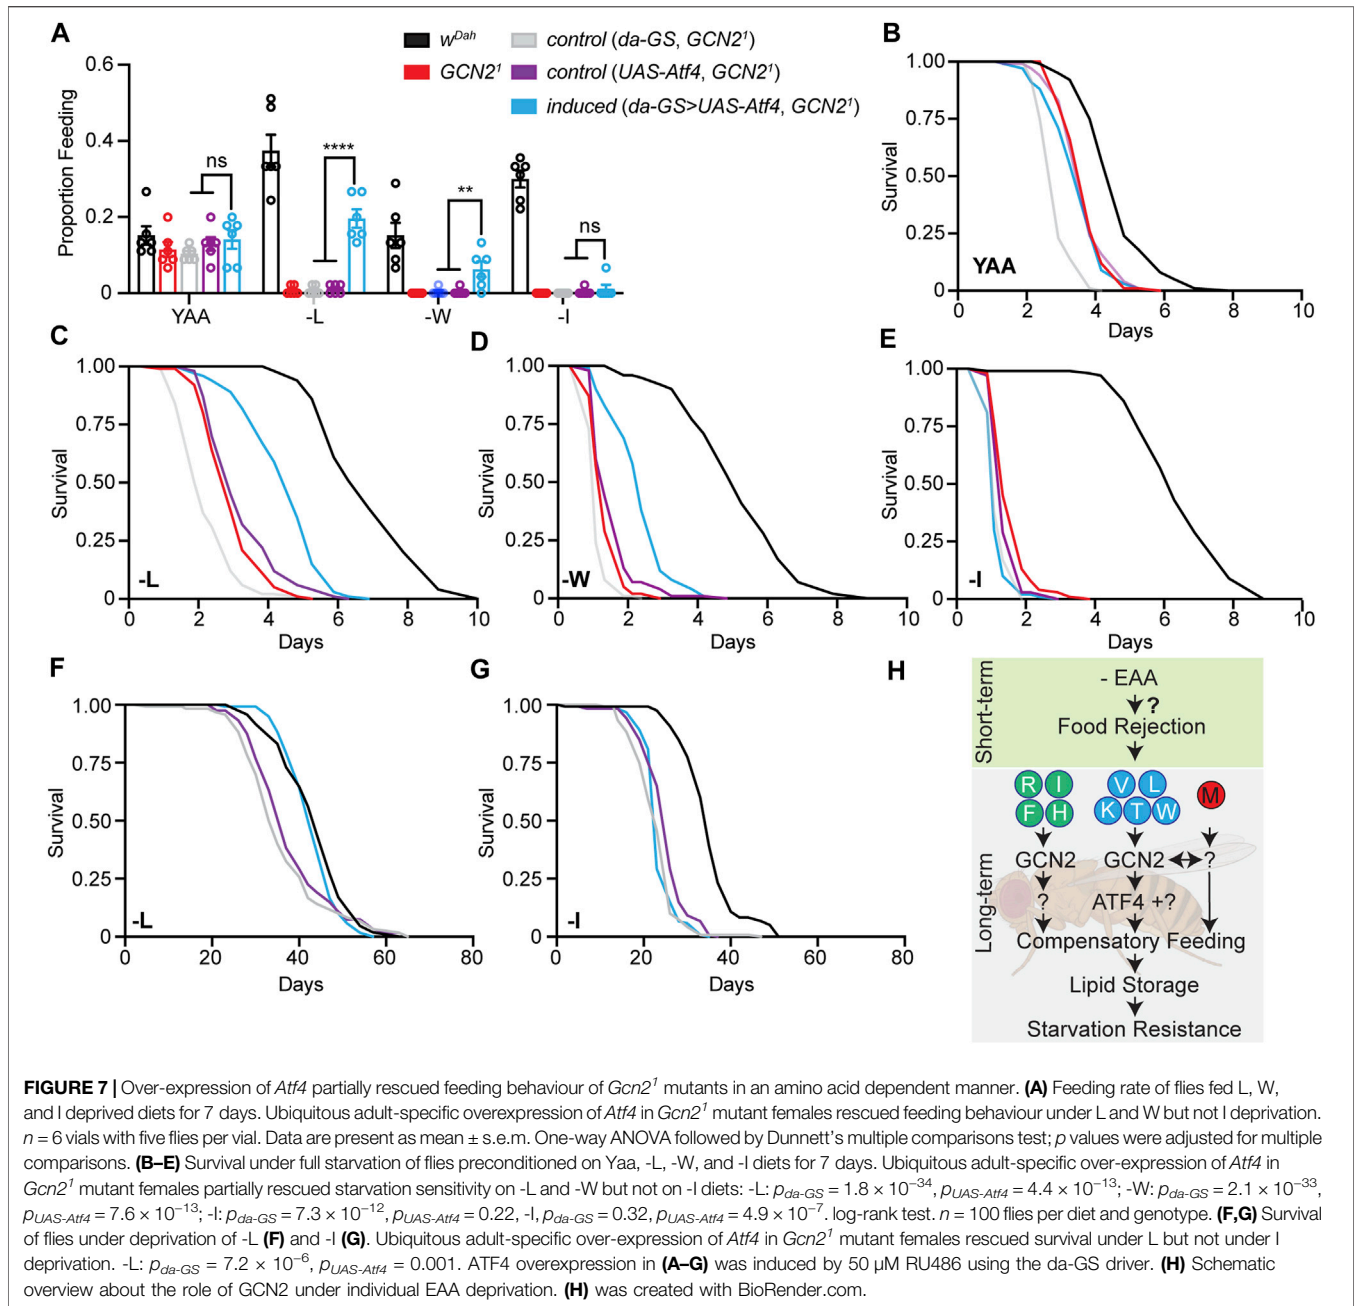 A
w^Dah
control (da-GS, GCN2¹)
GCN2¹
control (UAS-Atf4, GCN2¹)
induced (da-GS>UAS-Atf4, GCN2¹)
Proportion Feeding
0.6
0.4
0.2
0
ns
****
**
ns
YAA
-L
-W
-I
B
Survival
1.00
0.75
0.50
0.25
0
YAA
0 2 4 6 8 10
Days
C
Survival
1.00
0.75
0.50
0.25
0
-L
0 2 4 6 8 10
Days
D
Survival
1.00
0.75
0.50
0.25
0
-W
0 2 4 6 8 10
Days
E
Survival
1.00
0.75
0.50
0.25
0
-I
0 2 4 6 8 10
Days
F
Survival
1.00
0.75
0.50
0.25
0
-L
0 20 40 60 80
Days
G
Survival
1.00
0.75
0.50
0.25
0
-I
0 20 40 60 80
Days
H
Short-term
- EAA
?
Food Rejection
Long-term
R I V L M
F H K T W
GCN2 GCN2 ?
? ATF4 +?
Compensatory Feeding
Lipid Storage
Starvation Resistance
FIGURE 7 | Over-expression of Atf4 partially rescued feeding behaviour of Gcn2¹ mutants in an amino acid dependent manner. (A) Feeding rate of flies fed L, W,
and I deprived diets for 7 days. Ubiquitous adult-specific overexpression of Atf4 in Gcn2¹ mutant females rescued feeding behaviour under L and W but not I deprivation.
n = 6 vials with five flies per vial. Data are present as mean ± s.e.m. One-way ANOVA followed by Dunnett's multiple comparisons test; p values were adjusted for multiple
comparisons. (B–E) Survival under full starvation of flies preconditioned on Yaa, -L, -W, and -I diets for 7 days. Ubiquitous adult-specific over-expression of Atf4 in
Gcn2¹ mutant females partially rescued starvation sensitivity on -L and -W but not on -I diets: -L: p_da-GS = 1.8 × 10⁻³⁴, p_UAS-Atf4 = 4.4 × 10⁻¹³; -W: p_da-GS = 2.1 × 10⁻³³,
p_UAS-Atf4 = 7.6 × 10⁻¹³; -I: p_da-GS = 7.3 × 10⁻¹², p_UAS-Atf4 = 0.22, -I, p_da-GS = 0.32, p_UAS-Atf4 = 4.9 × 10⁻⁷. log-rank test. n = 100 flies per diet and genotype. (F,G) Survival
of flies under deprivation of -L (F) and -I (G). Ubiquitous adult-specific over-expression of Atf4 in Gcn2¹ mutant females rescued survival under L but not under I
deprivation. -L: p_da-GS = 7.2 × 10⁻⁶, p_UAS-Atf4 = 0.001. ATF4 overexpression in (A–G) was induced by 50 µM RU486 using the da-GS driver. (H) Schematic
overview about the role of GCN2 under individual EAA deprivation. (H) was created with BioRender.com.